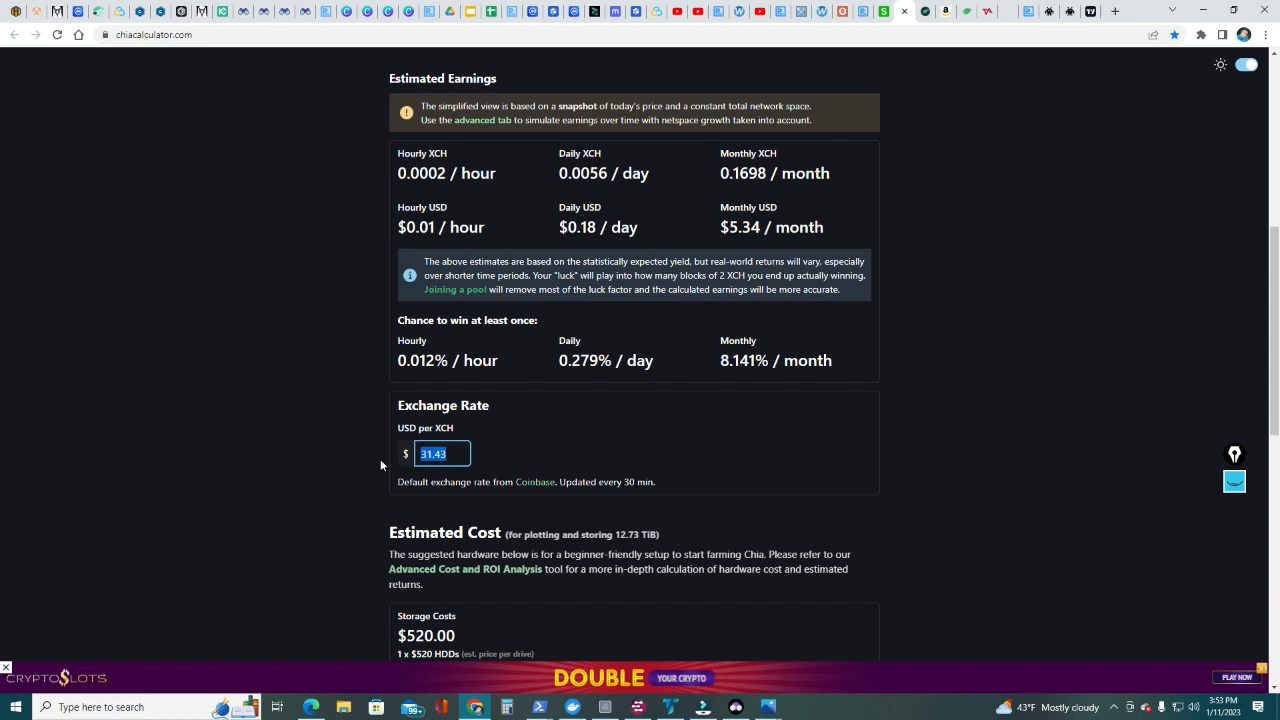 chiacalculator.com
Estimated Earnings
The simplified view is based on a snapshot of today's price and a constant total network space.
Use the advanced tab to simulate earnings over time with netspace growth taken into account.
Hourly XCH Daily XCH Monthly XCH
0.0002 / hour 0.0056 / day 0.1698 / month
Hourly USD Daily USD Monthly USD
$0.01 / hour $0.18 / day $5.34 / month
The above estimates are based on the statistically expected yield, but real-world returns will vary, especially
over shorter time periods. Your "luck" will play into how many blocks of 2 XCH you end up actually winning.
Joining a pool will remove most of the luck factor and the calculated earnings will be more accurate.
Chance to win at least once:
Hourly Daily Monthly
0.012% / hour 0.279% / day 8.141% / month
Exchange Rate
USD per XCH
$ 31.43
Default exchange rate from Coinbase. Updated every 30 min.
Estimated Cost (for plotting and storing 12.73 TiB)
The suggested hardware below is for a beginner-friendly setup to start farming Chia. Please refer to our
Advanced Cost and ROI Analysis tool for a more in-depth calculation of hardware cost and estimated
returns.
Storage Costs
$520.00
1 x $520 HDDs (est. price per drive)
CRYPTOSLOTS DOUBLE YOUR CRYPTO PLAY NOW
Type here to search 99+ 43°F Mostly cloudy 3:53 PM
1/11/2023